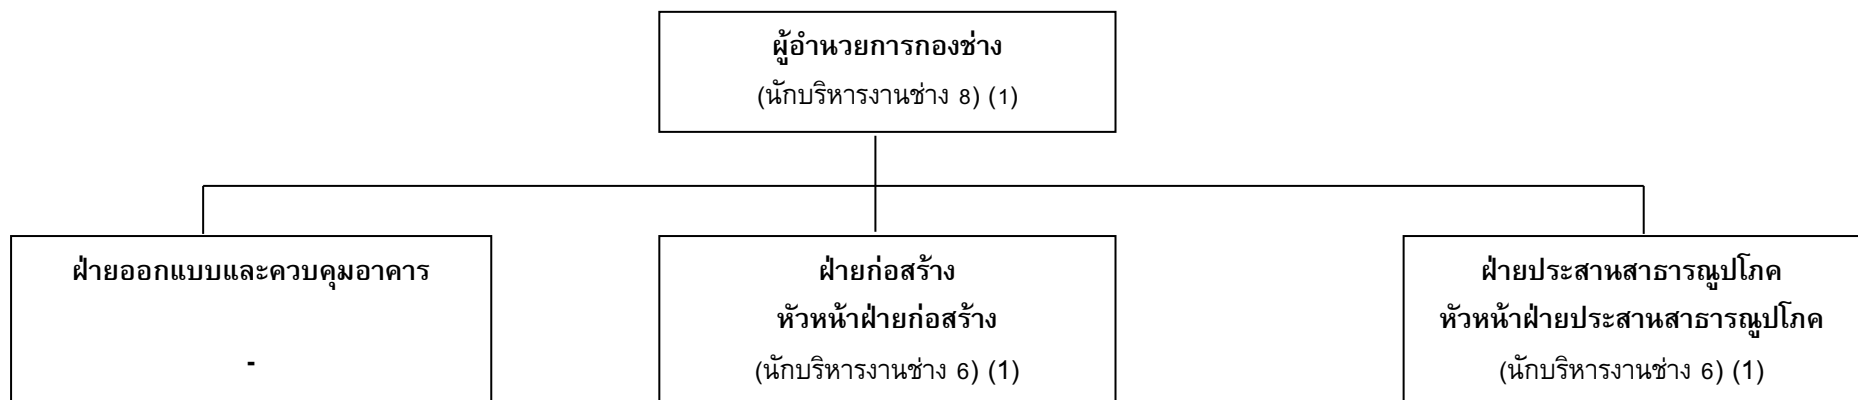 ผู้อำนวยการกองช่าง
(นักบริหารงานช่าง 8) (1)
ฝ่ายออกแบบและควบคุมอาคาร
-
ฝ่ายก่อสร้าง
หัวหน้าฝ่ายก่อสร้าง
(นักบริหารงานช่าง 6) (1)
ฝ่ายประสานสาธารณูปโภค
หัวหน้าฝ่ายประสานสาธารณูปโภค
(นักบริหารงานช่าง 6) (1)